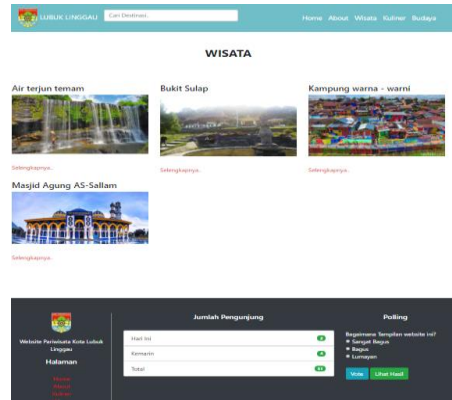 LUBUK LINGGAU
Cari Destinasi..
Home About Wisata Kuliner Budaya
WISATA
Air terjun temam
Bukit Sulap
Kampung warna - warni
Selengkapnya..
Selengkapnya..
Selengkapnya..
Masjid Agung AS-Sallam
Selengkapnya..
Website Pariwisata Kota Lubuk
Linggau
Halaman
Home
About
Jumlah Pengunjung
Hari Ini
Kemarin
Total
Polling
Bagaimana Tampilan website ini?
Sangat Bagus
Bagus
Lumayan
Vote Lihat Hasil